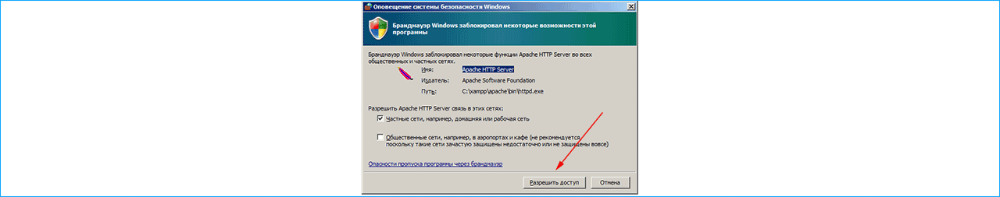 Оповещение системы безопасности Windows
Брандмауэр Windows заблокировал некоторые возможности этой
программы
Брандмауэр Windows заблокировал некоторые функции Apache HTTP Server во всех
общественных и частных сетях.
Имя: Apache HTTP Server
Издатель: Apache Software Foundation
Путь: C:\xampp\apache\bin\httpd.exe
Разрешить Apache HTTP Server связь в этих сетях:
Частные сети, например, домашняя или рабочая сеть
Общественные сети, например, в аэропортах и кафе (не рекомендуется,
поскольку такие сети зачастую защищены недостаточно или не защищены вовсе)
Опасности пропуска программы через брандмауэр
Разрешить доступ Отмена